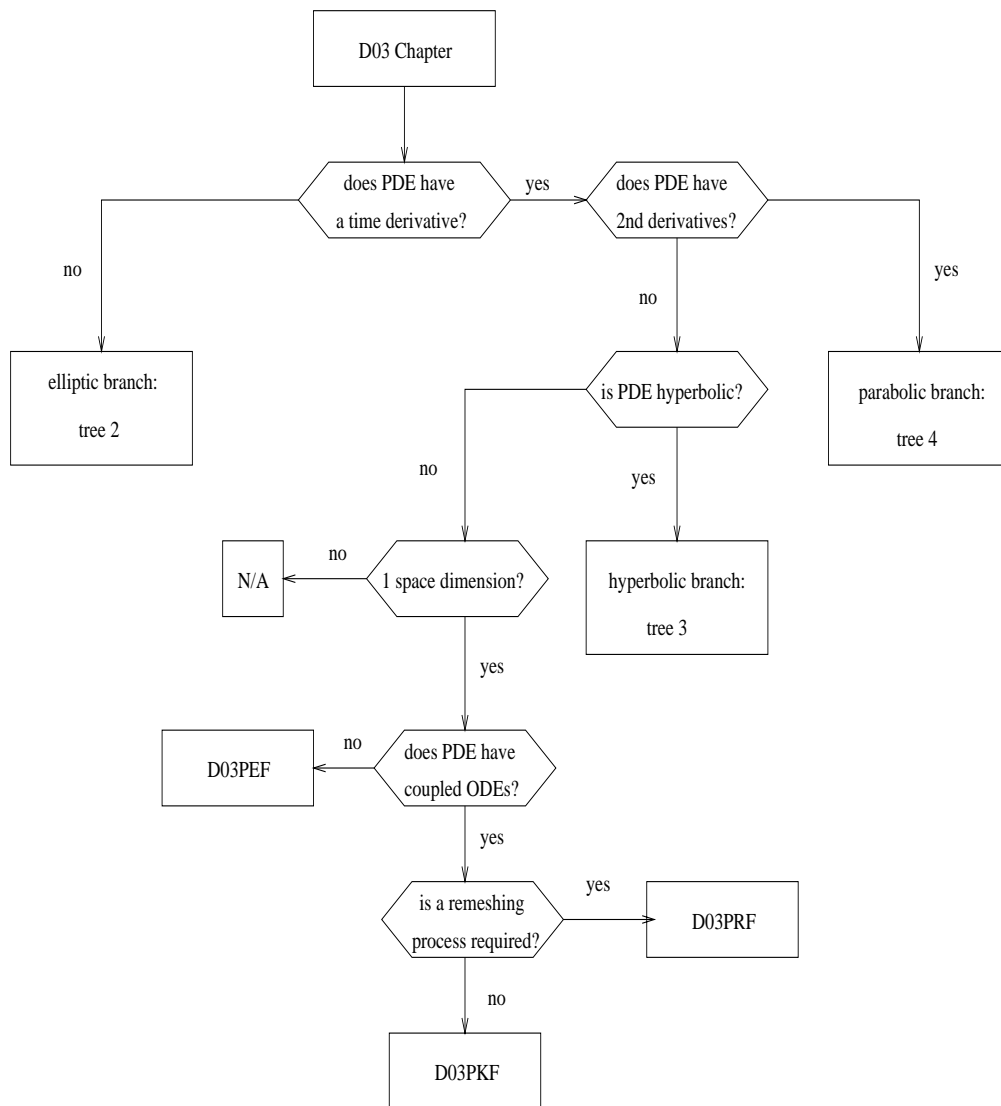 D03 Chapter
does PDE have
a time derivative?
yes
does PDE have
2nd derivatives?
no
no
yes
elliptic branch:
tree 2
is PDE hyperbolic?
parabolic branch:
tree 4
no
yes
N/A
no
1 space dimension?
hyperbolic branch:
tree 3
yes
D03PEF
no
does PDE have
coupled ODEs?
yes
is a remeshing
process required?
yes
D03PRF
no
D03PKF